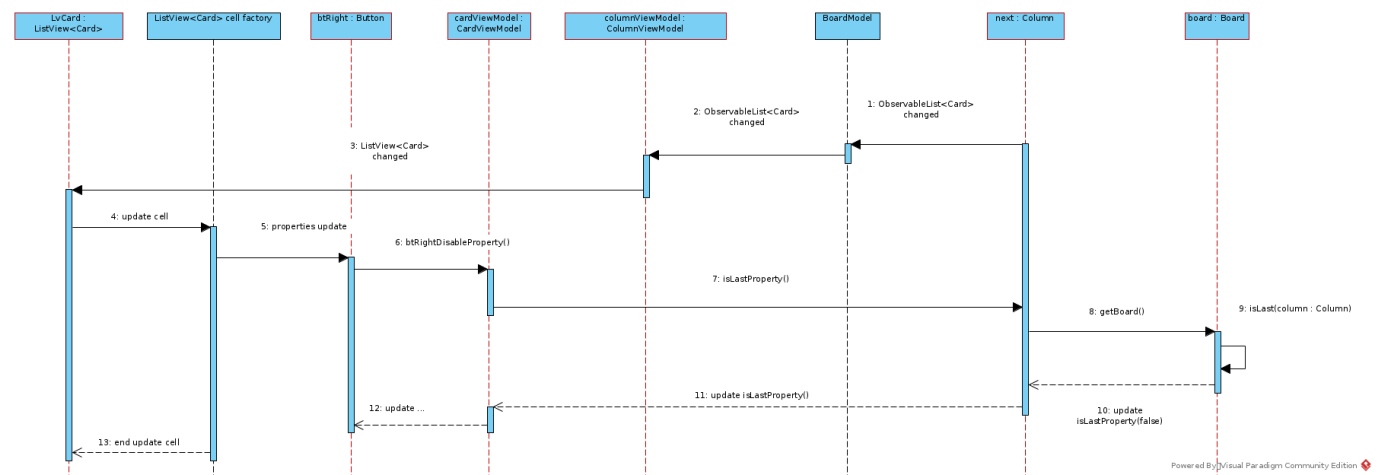 LvCard :
ListView<Card>
ListView<Card> cell factory
btRight : Button
cardViewModel :
CardViewModel
columnViewModel :
ColumnViewModel
BoardModel
next : Column
board : Board
1: ObservableList<Card>
changed
2: ObservableList<Card>
changed
3: ListView<Card>
changed
4: update cell
5: properties update
6: btRightDisableProperty()
7: isLastProperty()
8: getBoard()
9: isLast(column : Column)
10: update
isLastProperty(false)
11: update isLastProperty()
12: update ...
13: end update cell
Powered By Visual Paradigm Community Edition